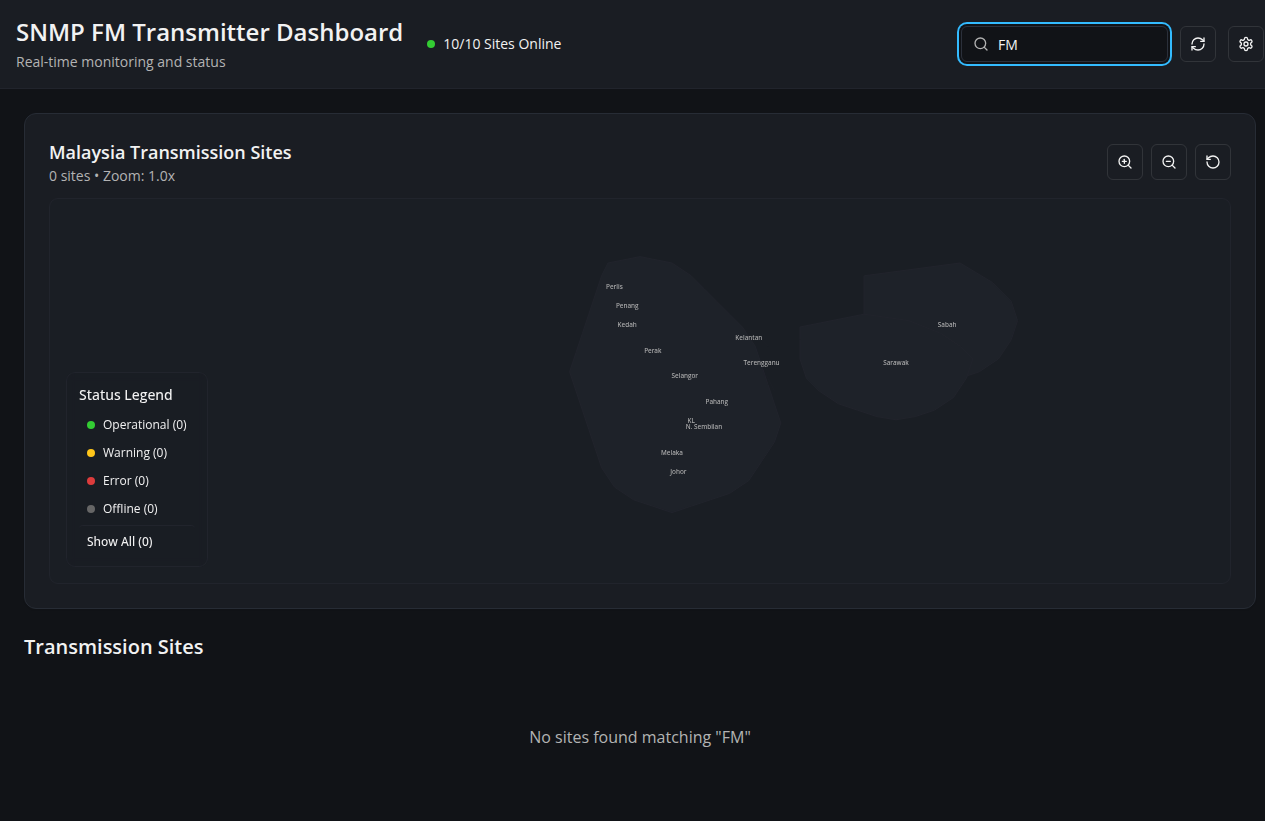 SNMP FM Transmitter Dashboard
Real-time monitoring and status
10/10 Sites Online
FM
Malaysia Transmission Sites
0 sites • Zoom: 1.0x
Perlis
Penang
Kedah
Kelantan
Perak
Terengganu
Selangor
Pahang
KL
N. Sembilan
Melaka
Johor
Sabah
Sarawak
Status Legend
Operational (0)
Warning (0)
Error (0)
Offline (0)
Show All (0)
Transmission Sites
No sites found matching "FM"